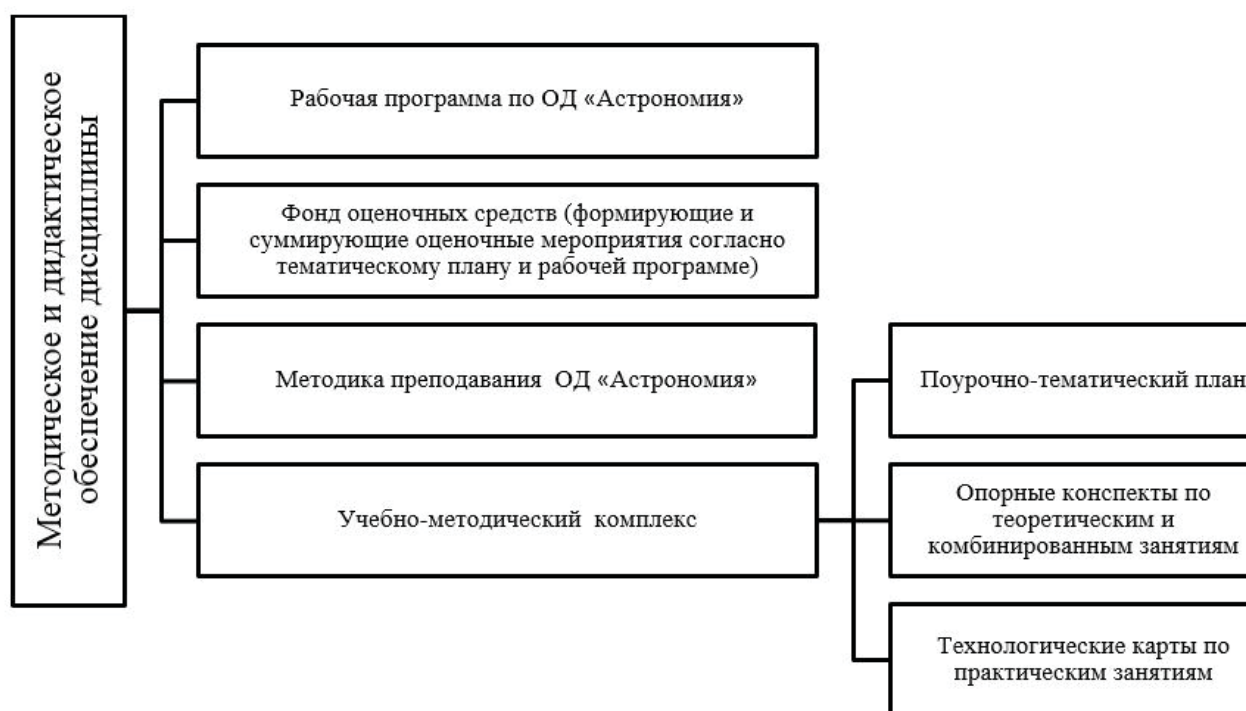 Методическое и дидактическое
обеспечение дисциплины
Рабочая программа по ОД «Астрономия»
Фонд оценочных средств (формирующие и
суммирующие оценочные мероприятия согласно
тематическому плану и рабочей программе)
Методика преподавания ОД «Астрономия»
Учебно-методический комплекс
Поурочно-тематический план
Опорные конспекты по
теоретическим и
комбинированным занятиям
Технологические карты по
практическим занятиям